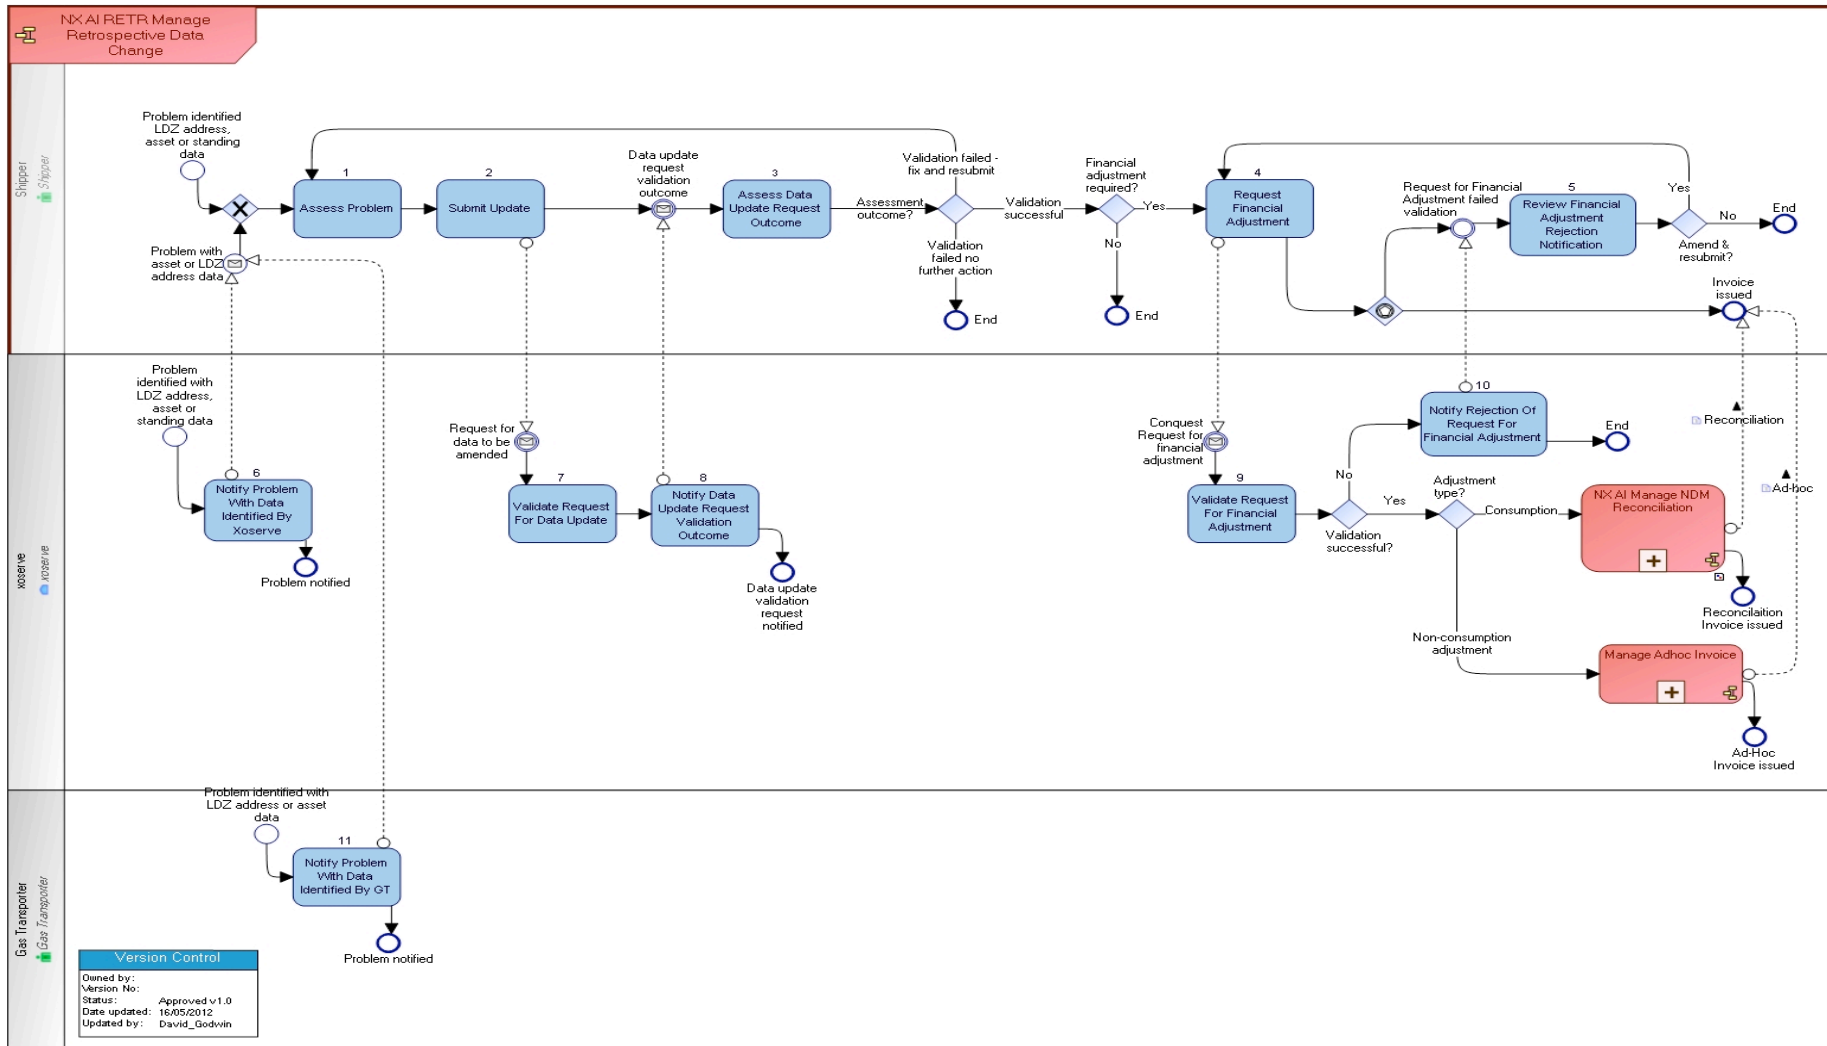 NX AI RETR Manage
Retrospective Data
Change
Shipper
Shipper
Problem identified
LDZ address,
asset or standing
data
Problem with
asset or LDZ
address data
1
Assess Problem
2
Submit Update
Data update
request
validation
outcome
3
Assess Data
Update Request
Outcome
Assessment
outcome?
Validation failed -
fix and resubmit
Validation
successful
Validation
failed no
further action
End
Financial
adjustment
required?
Yes
No
End
4
Request
Financial
Adjustment
Request for Financial
Adjustment failed
validation
5
Review Financial
Adjustment
Rejection
Notification
Yes
No
End
Amend &
resubmit?
Invoice
issued
xoserve
xoserve
Problem
identified with
LDZ address,
asset or
standing data
6
Notify Problem
With Data
Identified By
Xoserve
Problem notified
Request for
data to be
amended
7
Validate Request
For Data Update
8
Notify Data
Update Request
Validation
Outcome
Data update
validation
request
notified
Conquest
Request for
financial
adjustment
9
Validate Request
For Financial
Adjustment
No
Yes
Validation
successful?
10
Notify Rejection Of
Request For
Financial Adjustment
End
Adjustment
type?
Consumption
Non-consumption
adjustment
NX AI Manage NDM
Reconciliation
Reconciliation
Ad-hoc
Reconcilaition
Invoice issued
Manage Adhoc Invoice
Ad-Hoc
Invoice issued
Gas Transporter
Gas Transporter
Problem identified with
LDZ address or asset
data
11
Notify Problem
With Data
Identified By GT
Problem notified
Version Control
Owned by:
Version No:
Status: Approved v1.0
Date updated: 16/05/2012
Updated by: David_Godwin